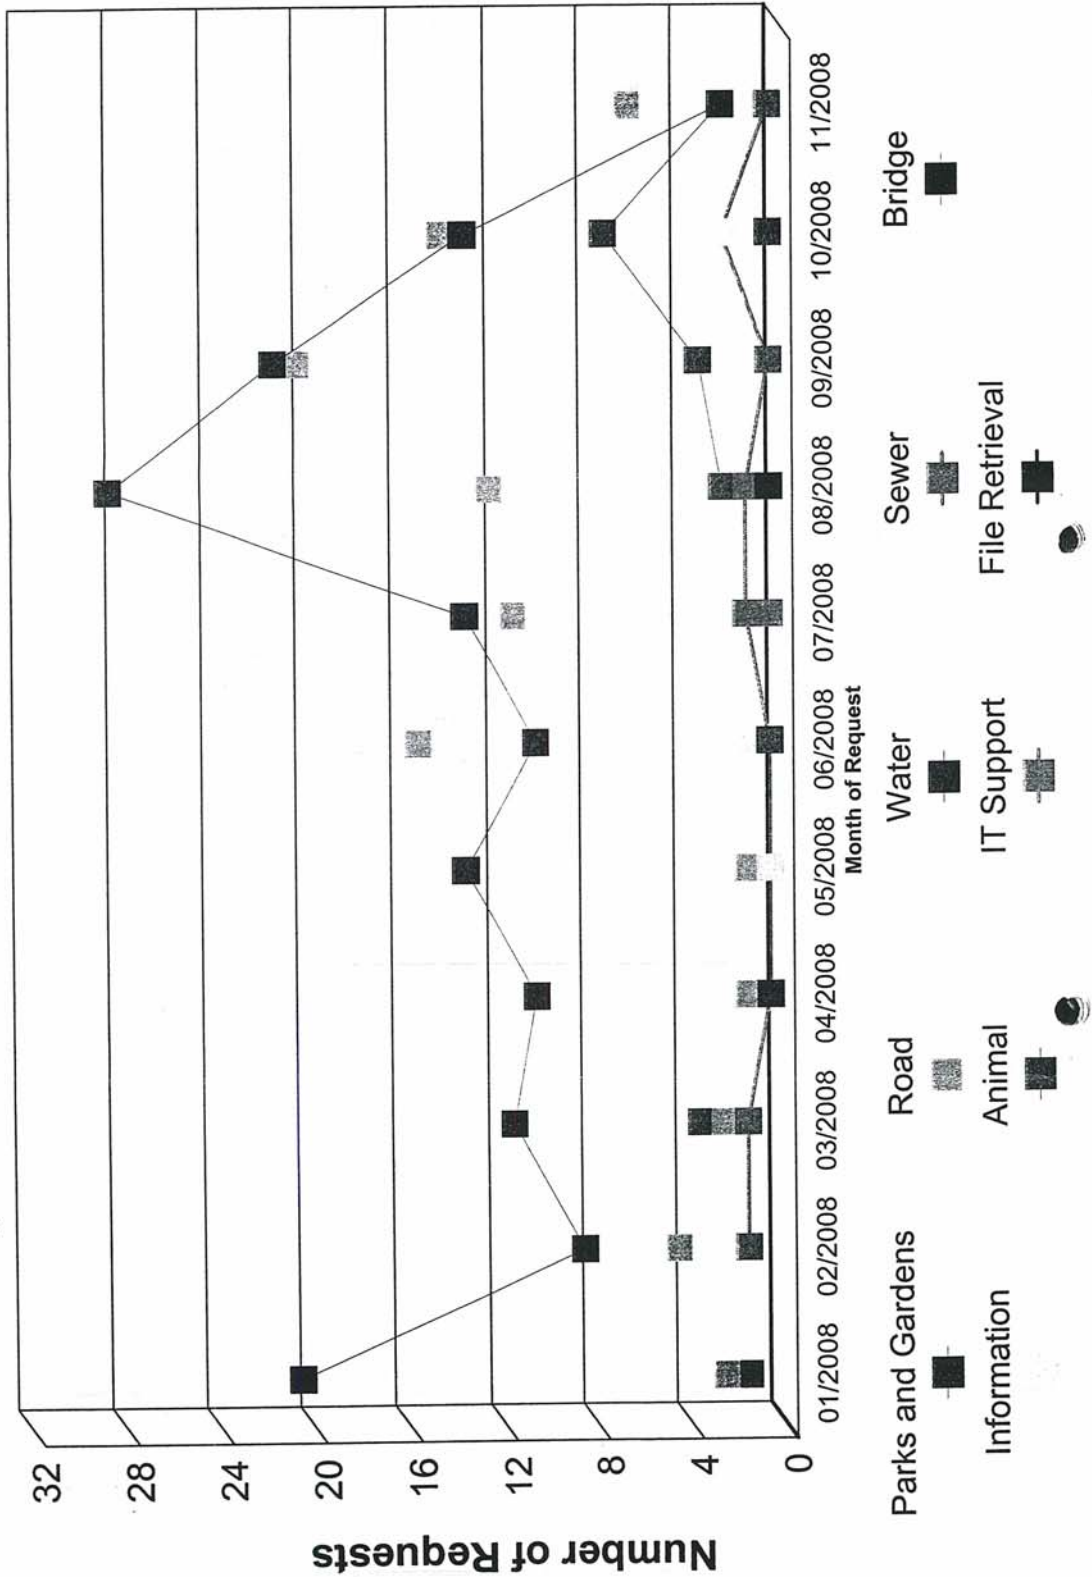 Number of Requests
32
28
24
20
16
12
8
4
0
01/2008 02/2008 03/2008 04/2008 05/2008 06/2008 07/2008 08/2008 09/2008 10/2008 11/2008
Month of Request
Parks and Gardens Road Water Sewer Bridge
Information Animal IT Support File Retrieval